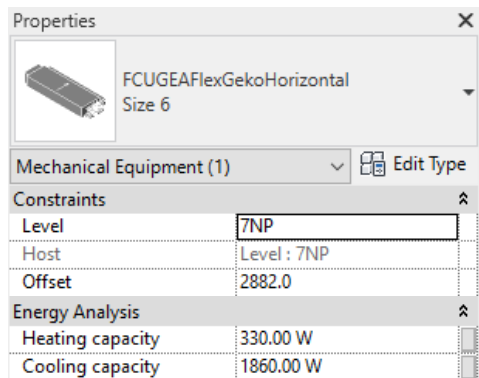 Properties
FCUGEAFlexGekoHorizontal
Size 6
Mechanical Equipment (1) Edit Type
Constraints
Level 7NP
Host Level : 7NP
Offset 2882.0
Energy Analysis
Heating capacity 330.00 W
Cooling capacity 1860.00 W